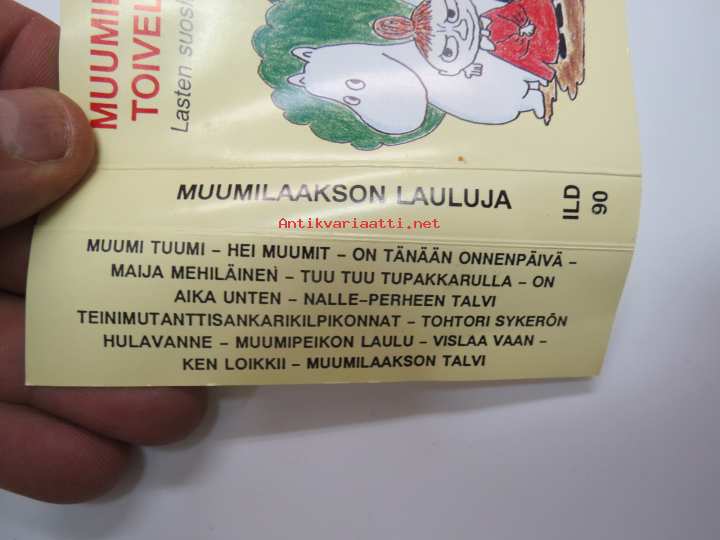 MUUMI
TOIVE
Lasten
MUUMILAAKSON LAULUJA
ILD
90
Antikvariaatti.net
MUUMI TUUMI – HEI MUUMIT – ON TÄNÄÄN ONNENPÄIVÄ –
MAIJA MEHILÄINEN – TUU TUU TUPAKKARULLA – ON
AIKA UNTEN – NALLE-PERHEEN TALVI
TEINIMUTANTTISANKARIKILPIKONNAT – TOHTORI SYKERÖN
HULAVANNE – MUUMIPEIKON LAULU – VISLAA VAAN –
KEN LOIKKII – MUUMILAAKSON TALVI